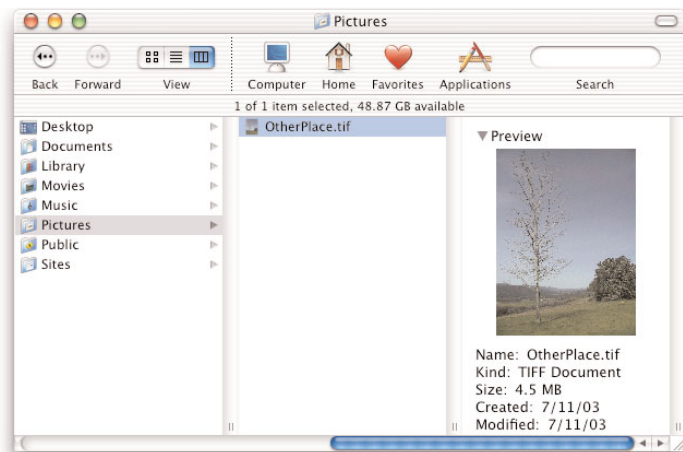 Pictures
Back Forward View Computer Home Favorites Applications Search
1 of 1 item selected, 48.87 GB available
Desktop
Documents
Library
Movies
Music
Pictures
Public
Sites
OtherPlace.tif
Preview
Name: OtherPlace.tif
Kind: TIFF Document
Size: 4.5 MB
Created: 7/11/03
Modified: 7/11/03